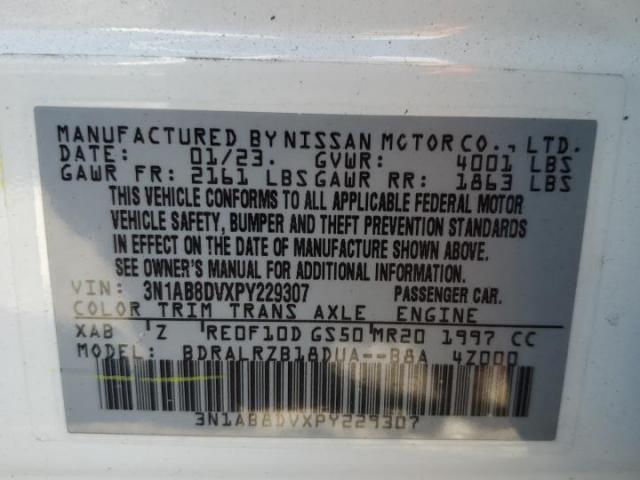 MANUFACTURED BY NISSAN MOTOR CO., LTD.
DATE: 01/23. GVWR: 4001 LBS
GAWR FR: 2161 LBS GAWR RR: 1863 LBS
THIS VEHICLE CONFORMS TO ALL APPLICABLE FEDERAL MOTOR
VEHICLE SAFETY, BUMPER AND THEFT PREVENTION STANDARDS
IN EFFECT ON THE DATE OF MANUFACTURE SHOWN ABOVE.
SEE OWNER'S MANUAL FOR ADDITIONAL INFORMATION.
VIN: 3N1AB8DVXPY229307 PASSENGER CAR.
COLOR TRIM TRANS AXLE ENGINE
XAB Z RE0F10D GS50 MR20 1997 CC
MODEL: BDRALRZB18DUA--B8A 4Z000
3N1AB8DVXPY229307